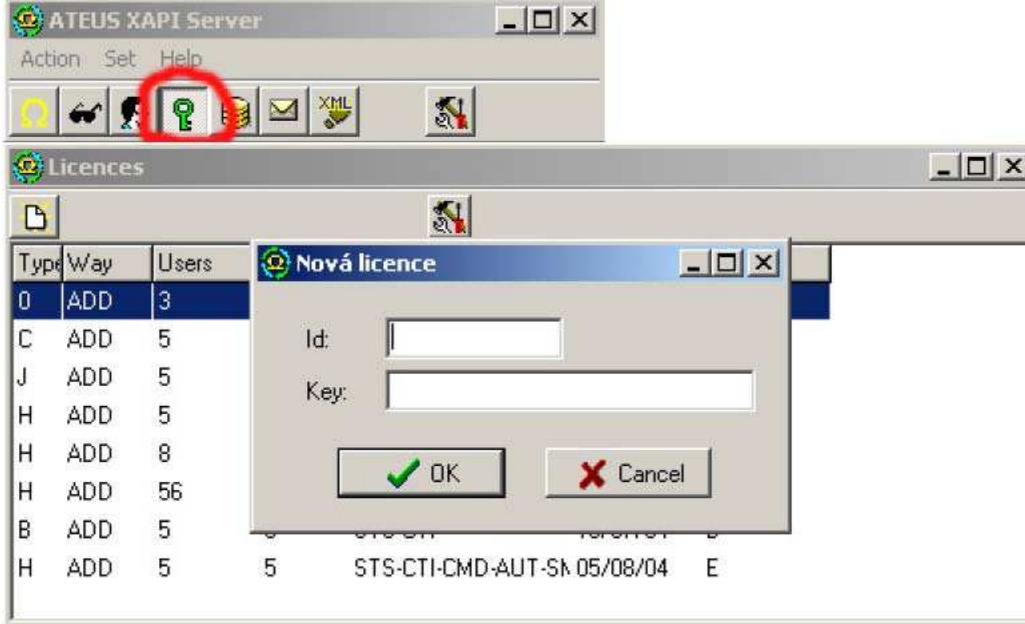 ATEUS XAPI Server
Action Set Help
XML
Licences
Type Way Users
Nová licence
0 ADD 3
Id:
C ADD 5
J ADD 5
Key:
H ADD 5
H ADD 8
OK Cancel
H ADD 56
B ADD 5
H ADD 5 5 STS-CTI-CMD-AUT-SM 05/08/04 E